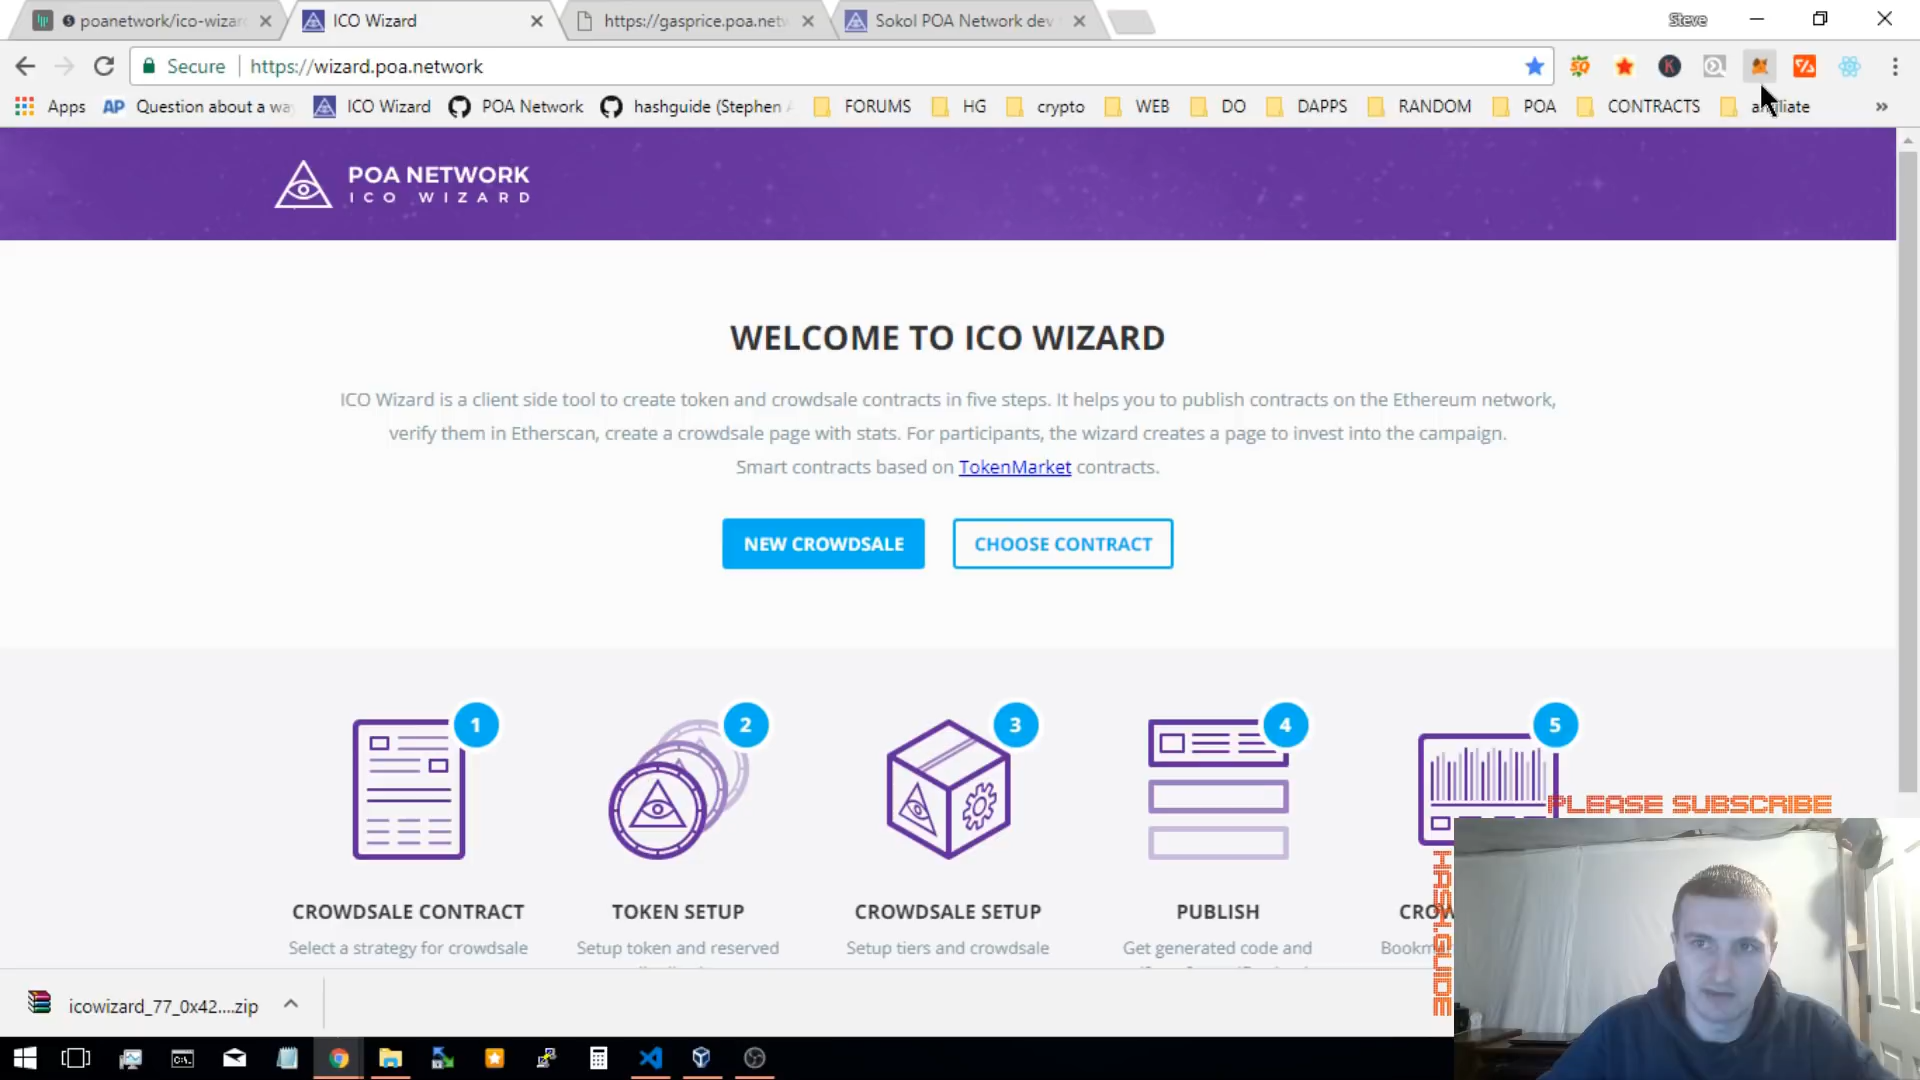 poanetwork/ico-wizar
ICO Wizard
https://gasprice.poa.netw
Sokol POA Network dev
Steve
Secure
https://wizard.poa.network
Apps
AP
Question about a wa
ICO Wizard
POA Network
hashguide (Stephen A
FORUMS
HG
crypto
WEB
DO
DAPPS
RANDOM
POA
CONTRACTS
»
POA NETWORK
ICO WIZARD
WELCOME TO ICO WIZARD
ICO Wizard is a client side tool to create token and crowdsale contracts in five steps. It helps you to publish contracts on the Ethereum network,
verify them in Etherscan, create a crowdsale page with stats. For participants, the wizard creates a page to invest into the campaign.
Smart contracts based on TokenMarket contracts.
NEW CROWDSALE
CHOOSE CONTRACT
1
2
3
4
5
PLEASE SUBSCRIBE
HASH.GUIDE
CROWDSALE CONTRACT
TOKEN SETUP
CROWDSALE SETUP
PUBLISH
CRO
Select a strategy for crowdsale
Setup token and reserved
Setup tiers and crowdsale
Get generated code and
Bookm
icowizard_77_0x42....zip